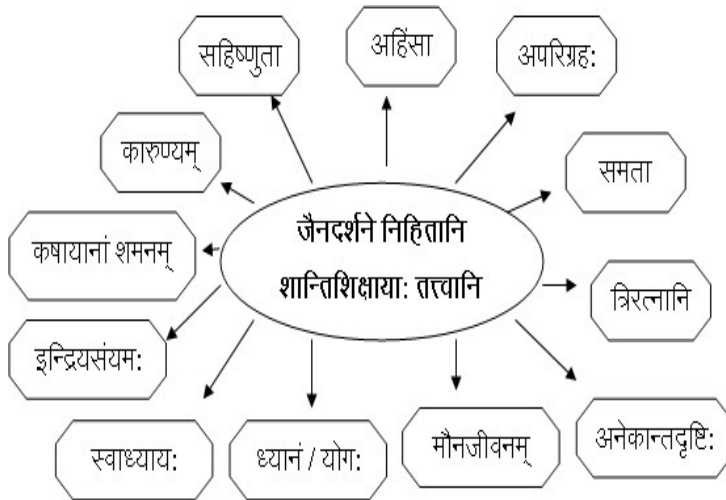 सहिष्णुता
अहिंसा
अपरिग्रह:
कारुण्यम्
समता
जैनदर्शने निहितानि
शान्तिशिक्षाया: तत्त्वानि
कषायानां शमनम्
त्रिरत्नानि
इन्द्रियसंयम:
स्वाध्याय:
ध्यानं / योग:
मौनजीवनम्
अनेकान्तदृष्टि: